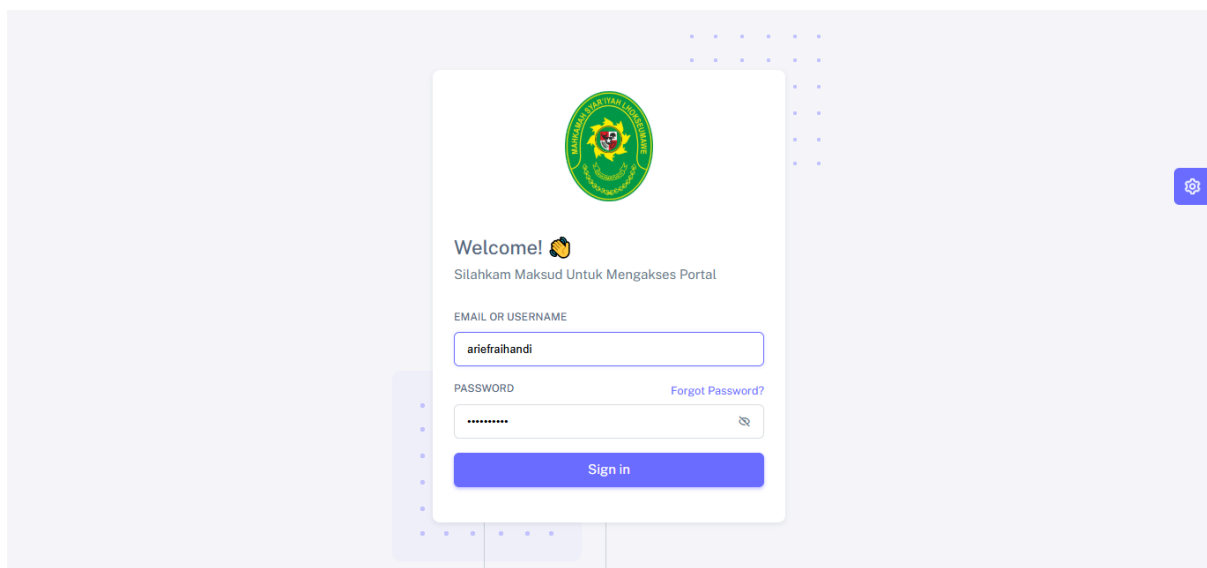 MAHKAMAH SYAR'IYAH LHOKSEUMAWE
Welcome! 👋
Silahkam Maksud Untuk Mengakses Portal
EMAIL OR USERNAME
ariefraihandi
PASSWORD
Forgot Password?
••••••••••
Sign in